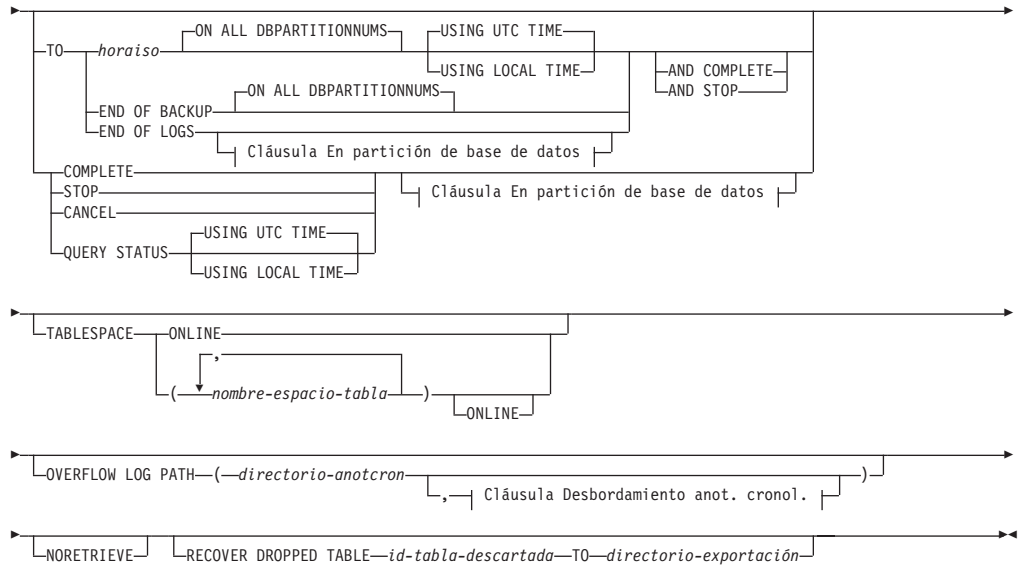 ON ALL DBPARTITIONNUMS USING UTC TIME
TO horaiso
USING LOCAL TIME AND COMPLETE
ON ALL DBPARTITIONNUMS AND STOP
END OF BACKUP
END OF LOGS
Cláusula En partición de base de datos
COMPLETE
STOP Cláusula En partición de base de datos
CANCEL
USING UTC TIME
QUERY STATUS
USING LOCAL TIME
TABLESPACE ONLINE
,
( nombre-espacio-tabla )
ONLINE
OVERFLOW LOG PATH ( directorio-anotcron )
, Cláusula Desbordamiento anot. cronol.
NORETRIEVE RECOVER DROPPED TABLE id-tabla-descartada TO directorio-exportación